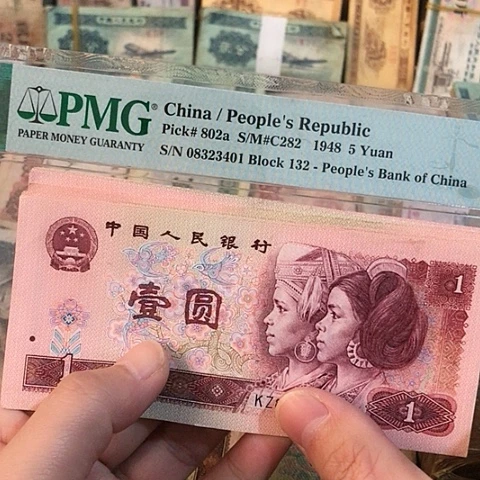 PMG® China / People's Republic
PAPER MONEY GUARANTY Pick# 802a S/M#C282 1948 5 Yuan
S/N 08323401 Block 132 - People's Bank of China
中国人民银行
壹圆
1
1
1
KZ